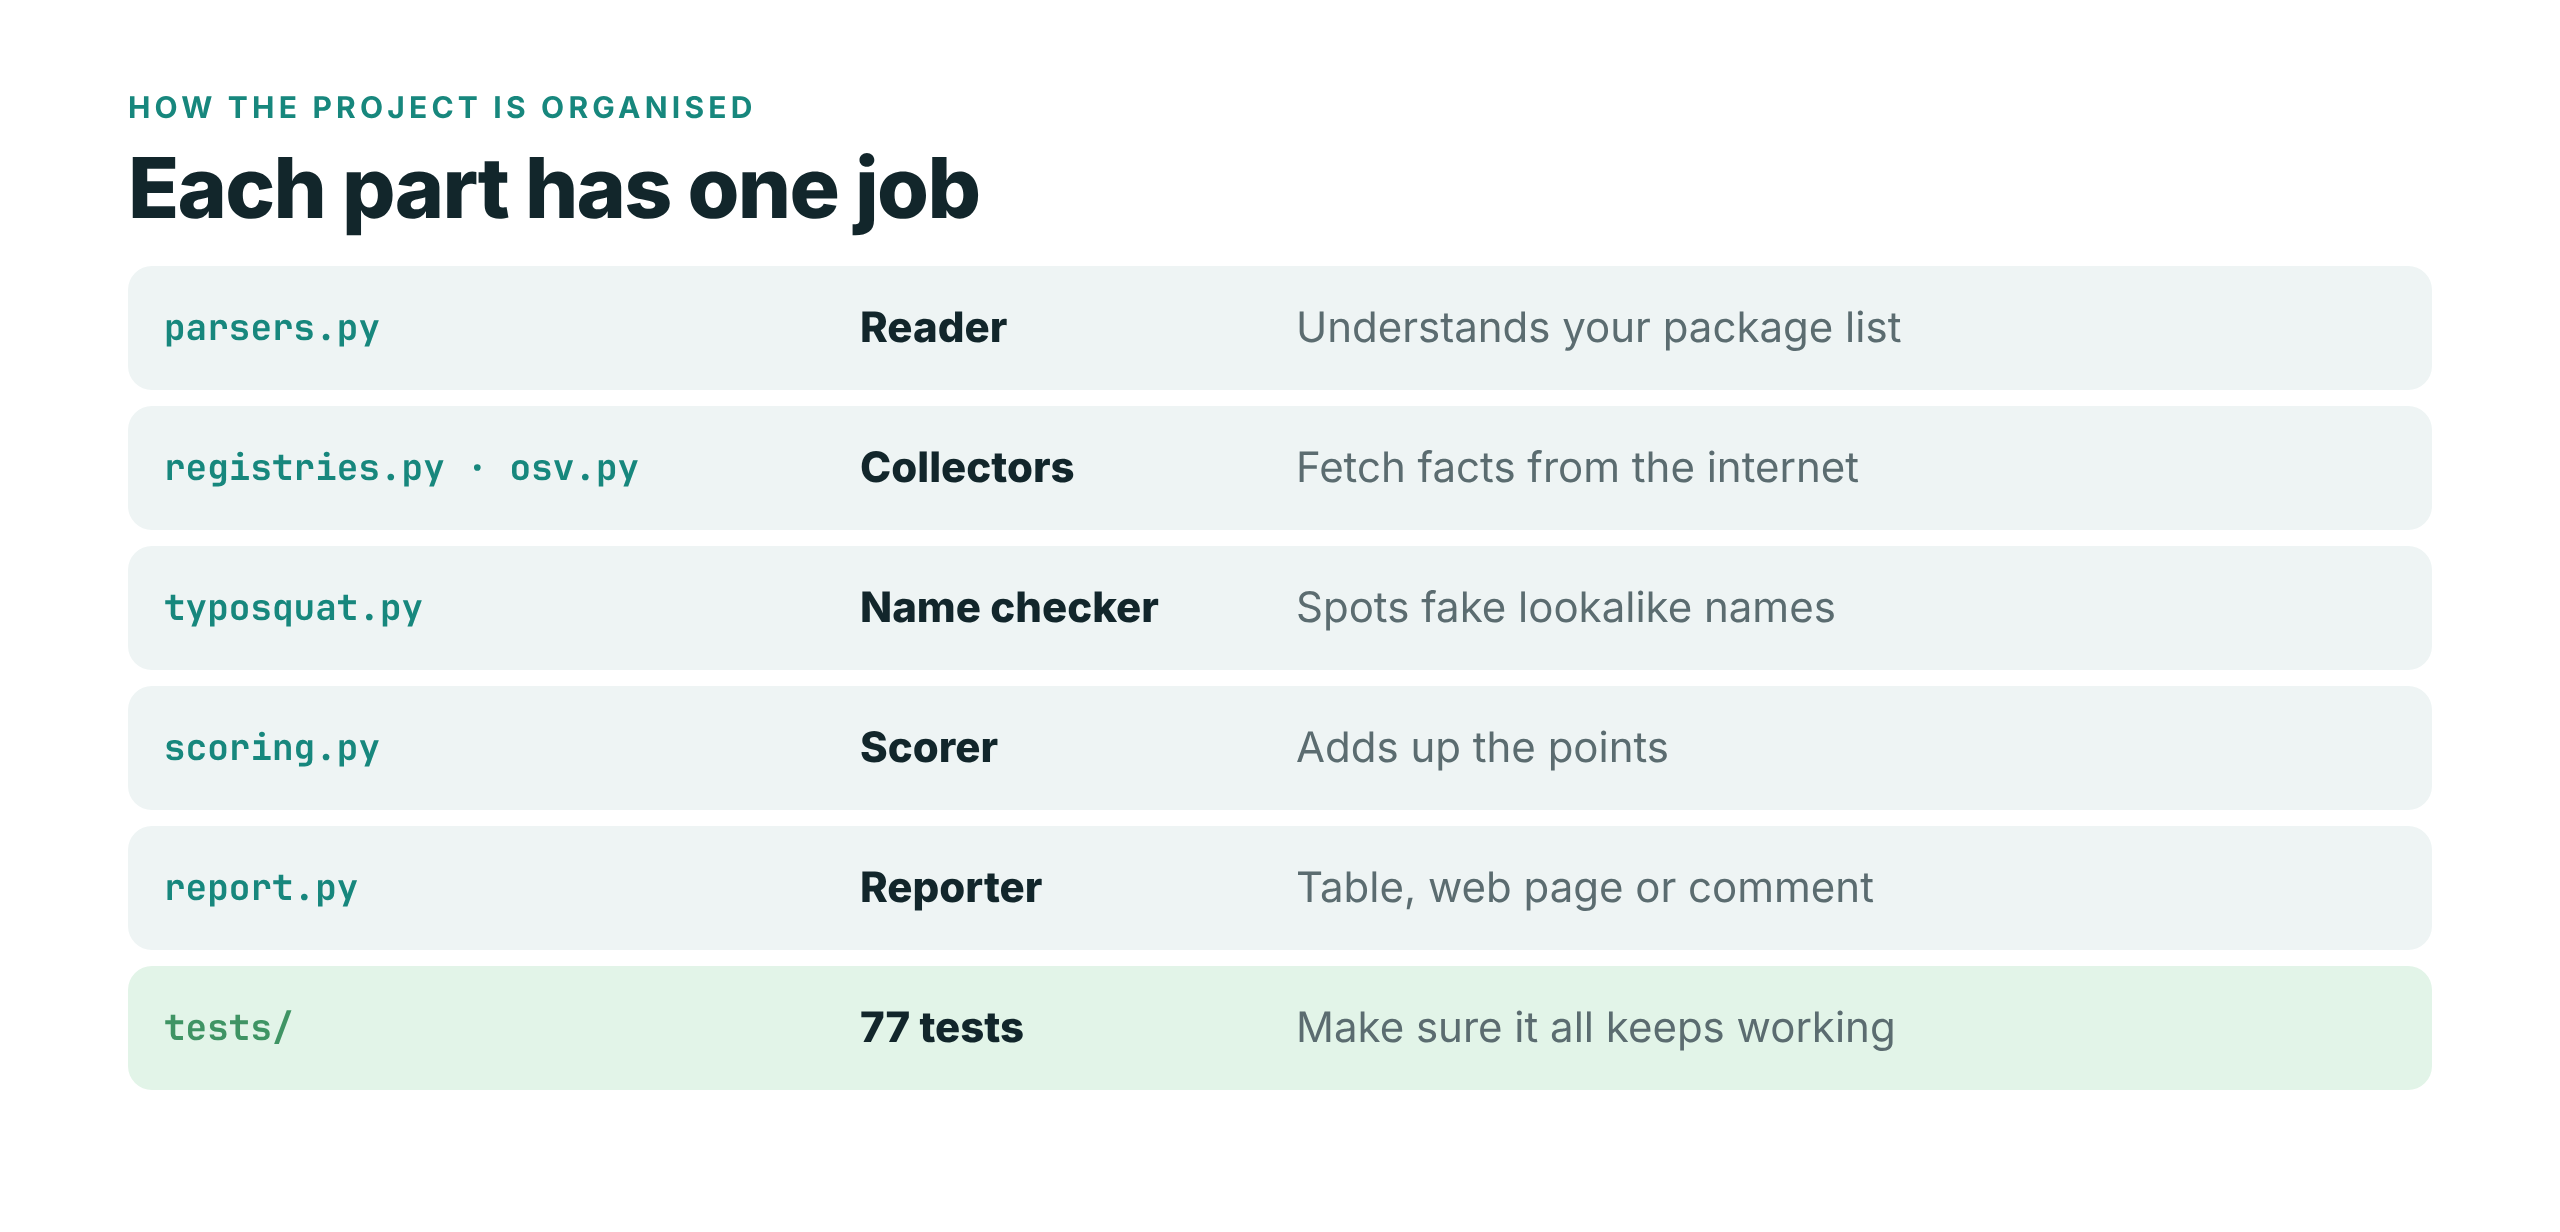 HOW THE PROJECT IS ORGANISED
Each part has one job
parsers.py Reader Understands your package list
registries.py · osv.py Collectors Fetch facts from the internet
typosquat.py Name checker Spots fake lookalike names
scoring.py Scorer Adds up the points
report.py Reporter Table, web page or comment
tests/ 77 tests Make sure it all keeps working